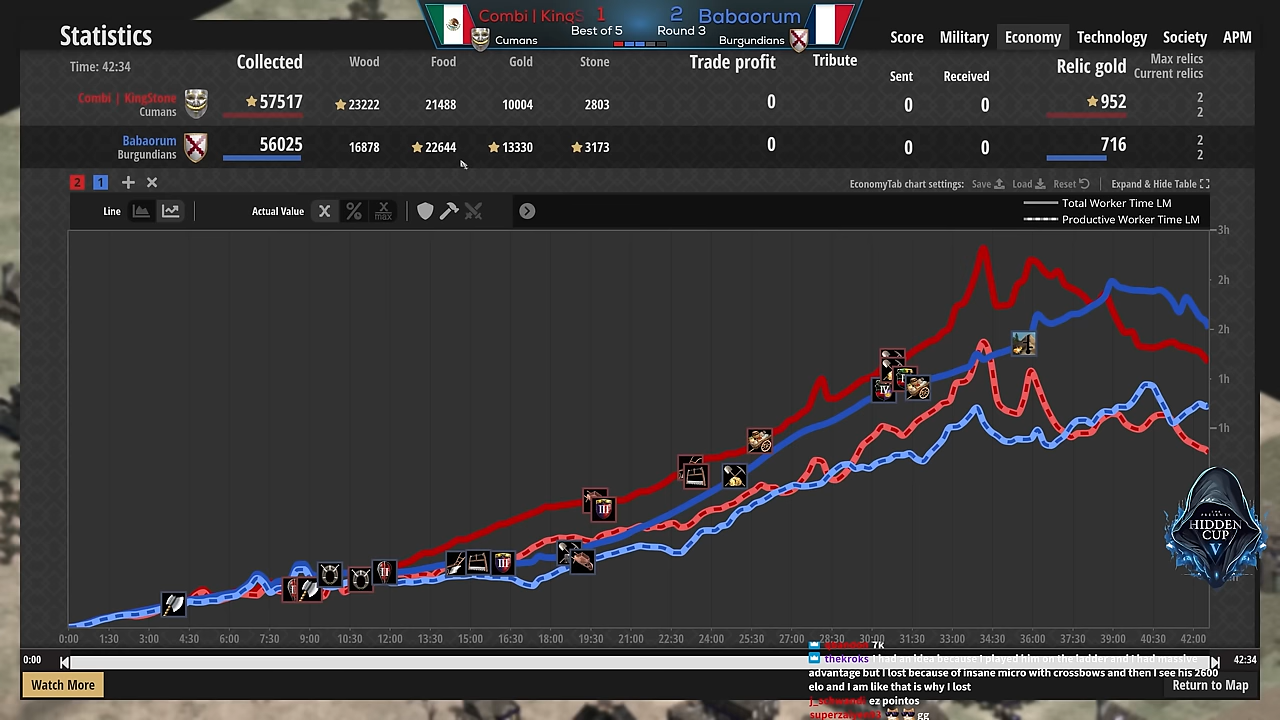 Combi | KingS 1
2 Babaorum
Best of 5
Round 3
Cumans
Burgundians
Statistics
Score Military Economy Technology Society APM
Time: 42:34
Collected Wood Food Gold Stone Trade profit Tribute Sent Received Relic gold Max relics
Current relics
Combi | KingStone
Cumans
57517 23222 21488 10004 2803 0 0 0 952 2
2
Babaorum
Burgundians
56025 16878 22644 13330 3173 0 0 0 716 2
2
2 1
EconomyTab chart settings: Save Load Reset Expand & Hide Table
Line Actual Value X % X max
Total Worker Time LM
Productive Worker Time LM
3h
2h
2h
1h
1h
II
III
III
IV
HIDDEN
CUP
V
0:00 1:30 3:00 4:30 6:00 7:30 9:00 10:30 12:00 13:30 15:00 16:30 18:00 19:30 21:00 22:30 24:00 25:30 27:00 28:30 30:00 31:30 33:00 34:30 36:00 37:30 39:00 40:30 42:00
0:00 42:34
7k
thekroks I had an idea because I played him on the ladder and I had massive
advantage but I lost because of insane micro with crossbows and then I see his 2600
elo and I am like that is why I lost
ez pointos
gg
Watch More
Return to Map